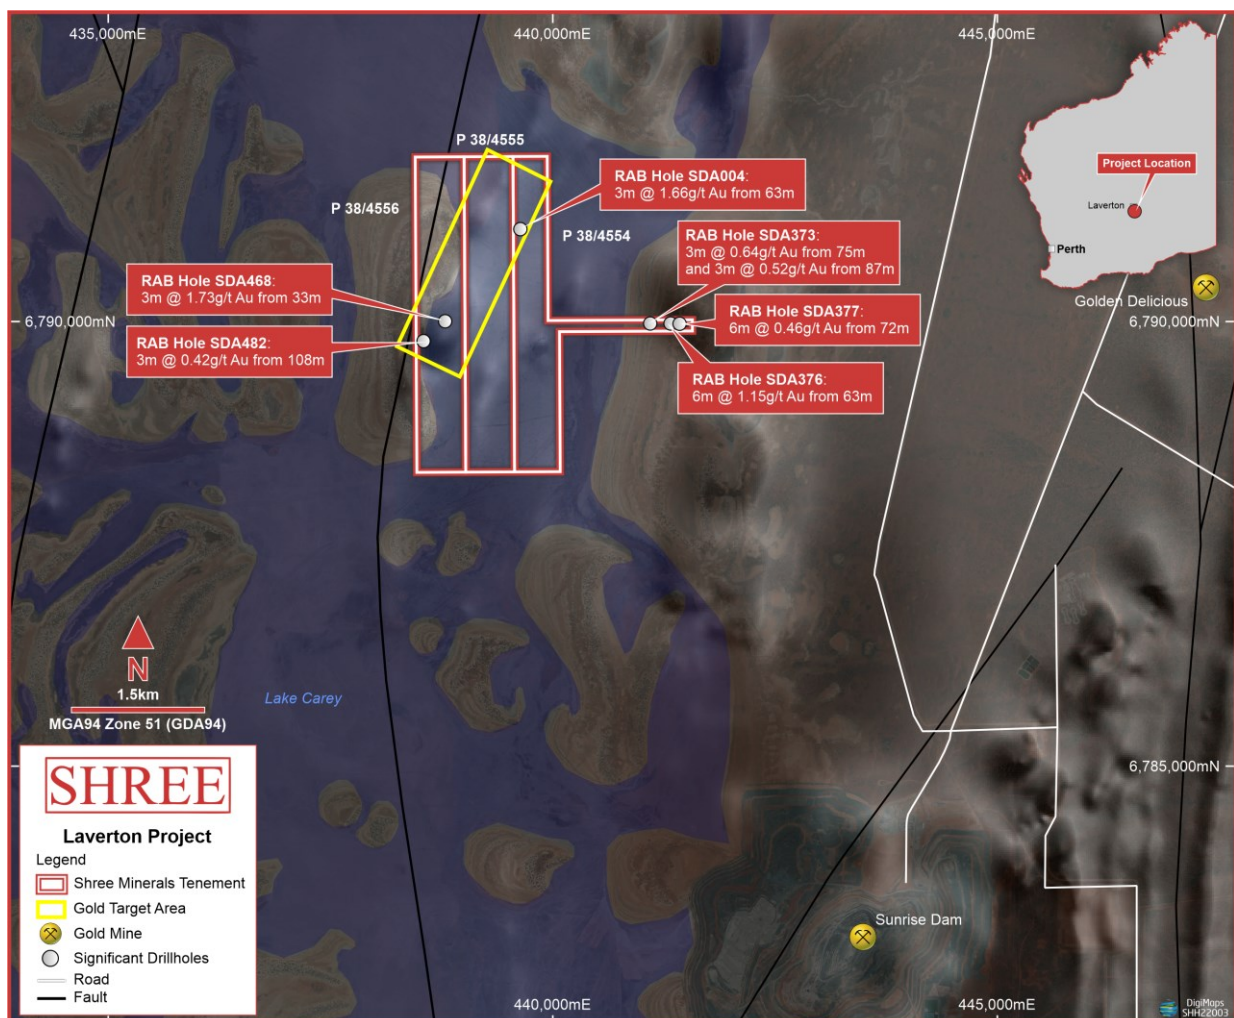 435,000mE
440,000mE
445,000mE
Project Location
Laverton
Perth
P 38/4555
RAB Hole SDA004:
3m @ 1.66g/t Au from 63m
P 38/4556
P 38/4554
RAB Hole SDA373:
3m @ 0.64g/t Au from 75m
and 3m @ 0.52g/t Au from 87m
RAB Hole SDA468:
3m @ 1.73g/t Au from 33m
Golden Delicious
RAB Hole SDA377:
6m @ 0.46g/t Au from 72m
6,790,000mN
6,790,000mN
RAB Hole SDA482:
3m @ 0.42g/t Au from 108m
RAB Hole SDA376:
6m @ 1.15g/t Au from 63m
N
1.5km
MGA94 Zone 51 (GDA94)
Lake Carey
6,785,000mN
SHREE
Laverton Project
Legend
Shree Minerals Tenement
Gold Target Area
Gold Mine
Significant Drillholes
Road
Fault
Sunrise Dam
440,000mE
445,000mE
DigiMaps
SHH22003